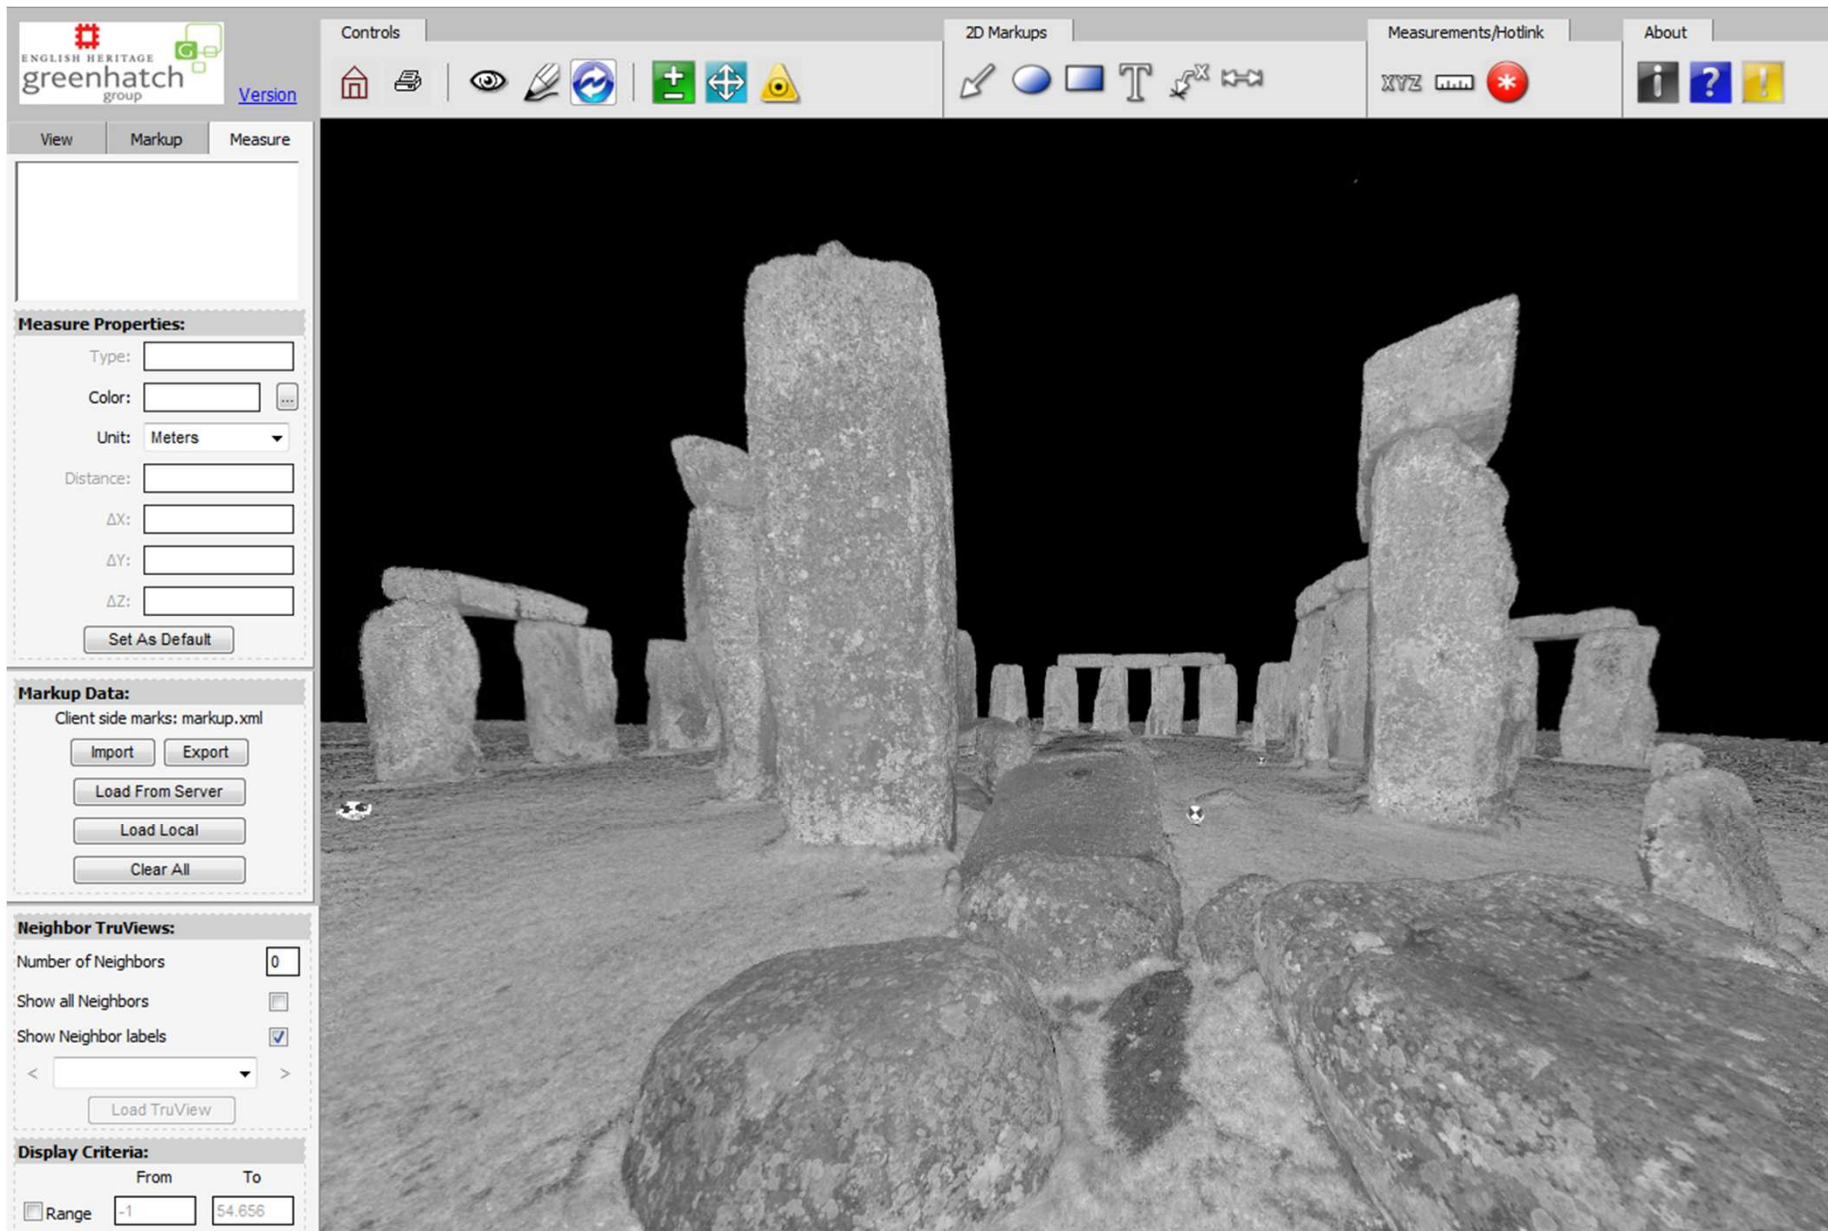 ENGLISH HERITAGE
greenhatch
group
Version
Controls
2D Markups
Measurements/Hotlink
About
T
X
XYZ
i
?
!
View
Markup
Measure
Measure Properties:
Type:
Color:
...
Unit: Meters
Distance:
ΔX:
ΔY:
ΔZ:
Set As Default
Markup Data:
Client side marks: markup.xml
Import
Export
Load From Server
Load Local
Clear All
Neighbor TruViews:
Number of Neighbors 0
Show all Neighbors
Show Neighbor labels
< >
Load TruView
Display Criteria:
From To
Range -1 54.656